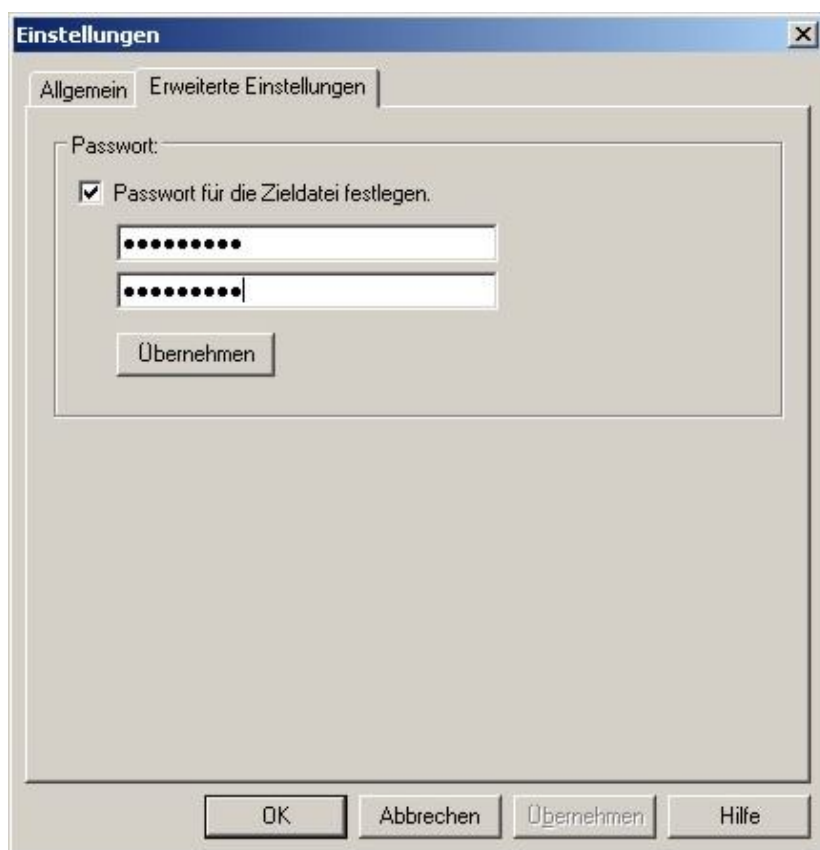 Einstellungen
Allgemein Erweiterte Einstellungen
Passwort:
Passwort für die Zieldatei festlegen.
●●●●●●●●●
●●●●●●●●●
Übernehmen
OK Abbrechen Übernehmen Hilfe